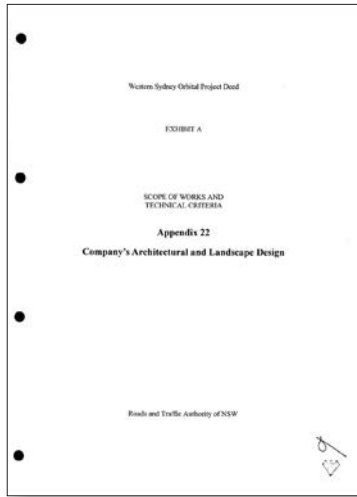 Western Sydney Orbital Project Deed
EXHIBIT A
SCOPE OF WORKS AND
TECHNICAL CRITERIA
Appendix 22
Company's Architectural and Landscape Design
Roads and Traffic Authority of NSW